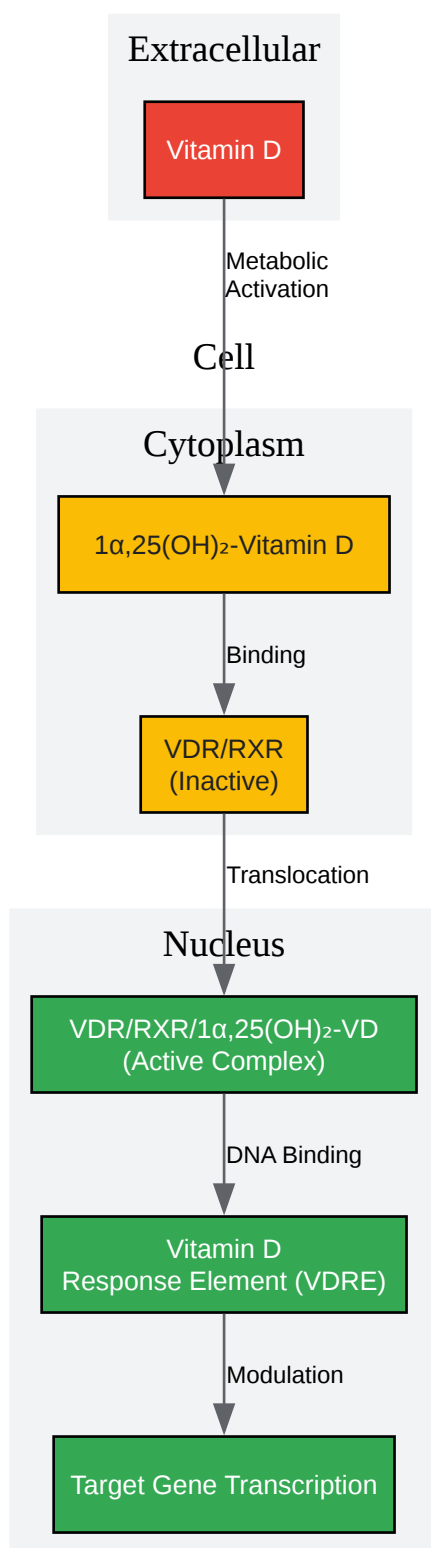 Extracellular
Vitamin D
Metabolic
Activation
Cell
Cytoplasm
1α,25(OH)₂-Vitamin D
Binding
VDR/RXR
(Inactive)
Translocation
Nucleus
VDR/RXR/1α,25(OH)₂-VD
(Active Complex)
DNA Binding
Vitamin D
Response Element (VDRE)
Modulation
Target Gene Transcription